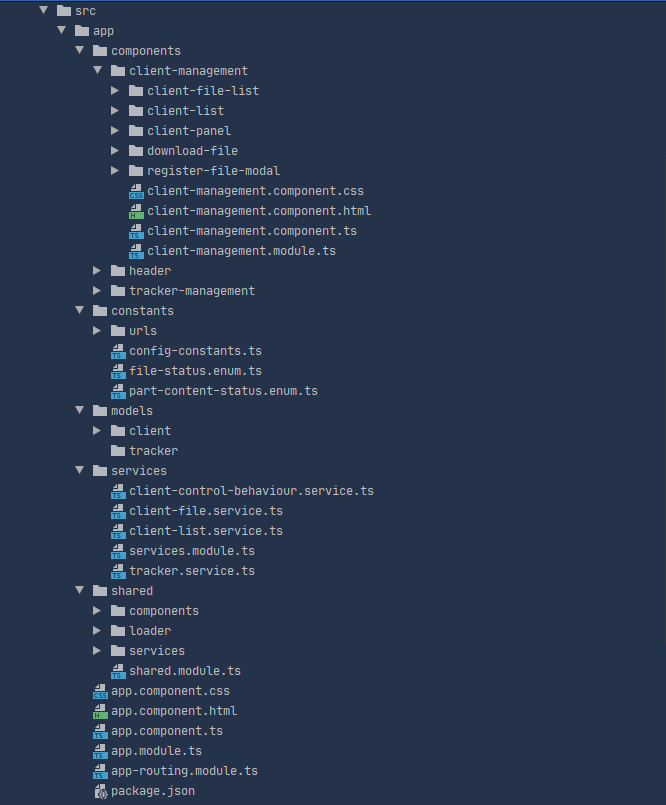 src
app
components
client-management
client-file-list
client-list
client-panel
download-file
register-file-modal
client-management.component.css
client-management.component.html
client-management.component.ts
client-management.module.ts
header
tracker-management
constants
urls
config-constants.ts
file-status.enum.ts
part-content-status.enum.ts
models
client
tracker
services
client-control-behaviour.service.ts
client-file.service.ts
client-list.service.ts
services.module.ts
tracker.service.ts
shared
components
loader
services
shared.module.ts
app.component.css
app.component.html
app.component.ts
app.module.ts
app-routing.module.ts
package.json